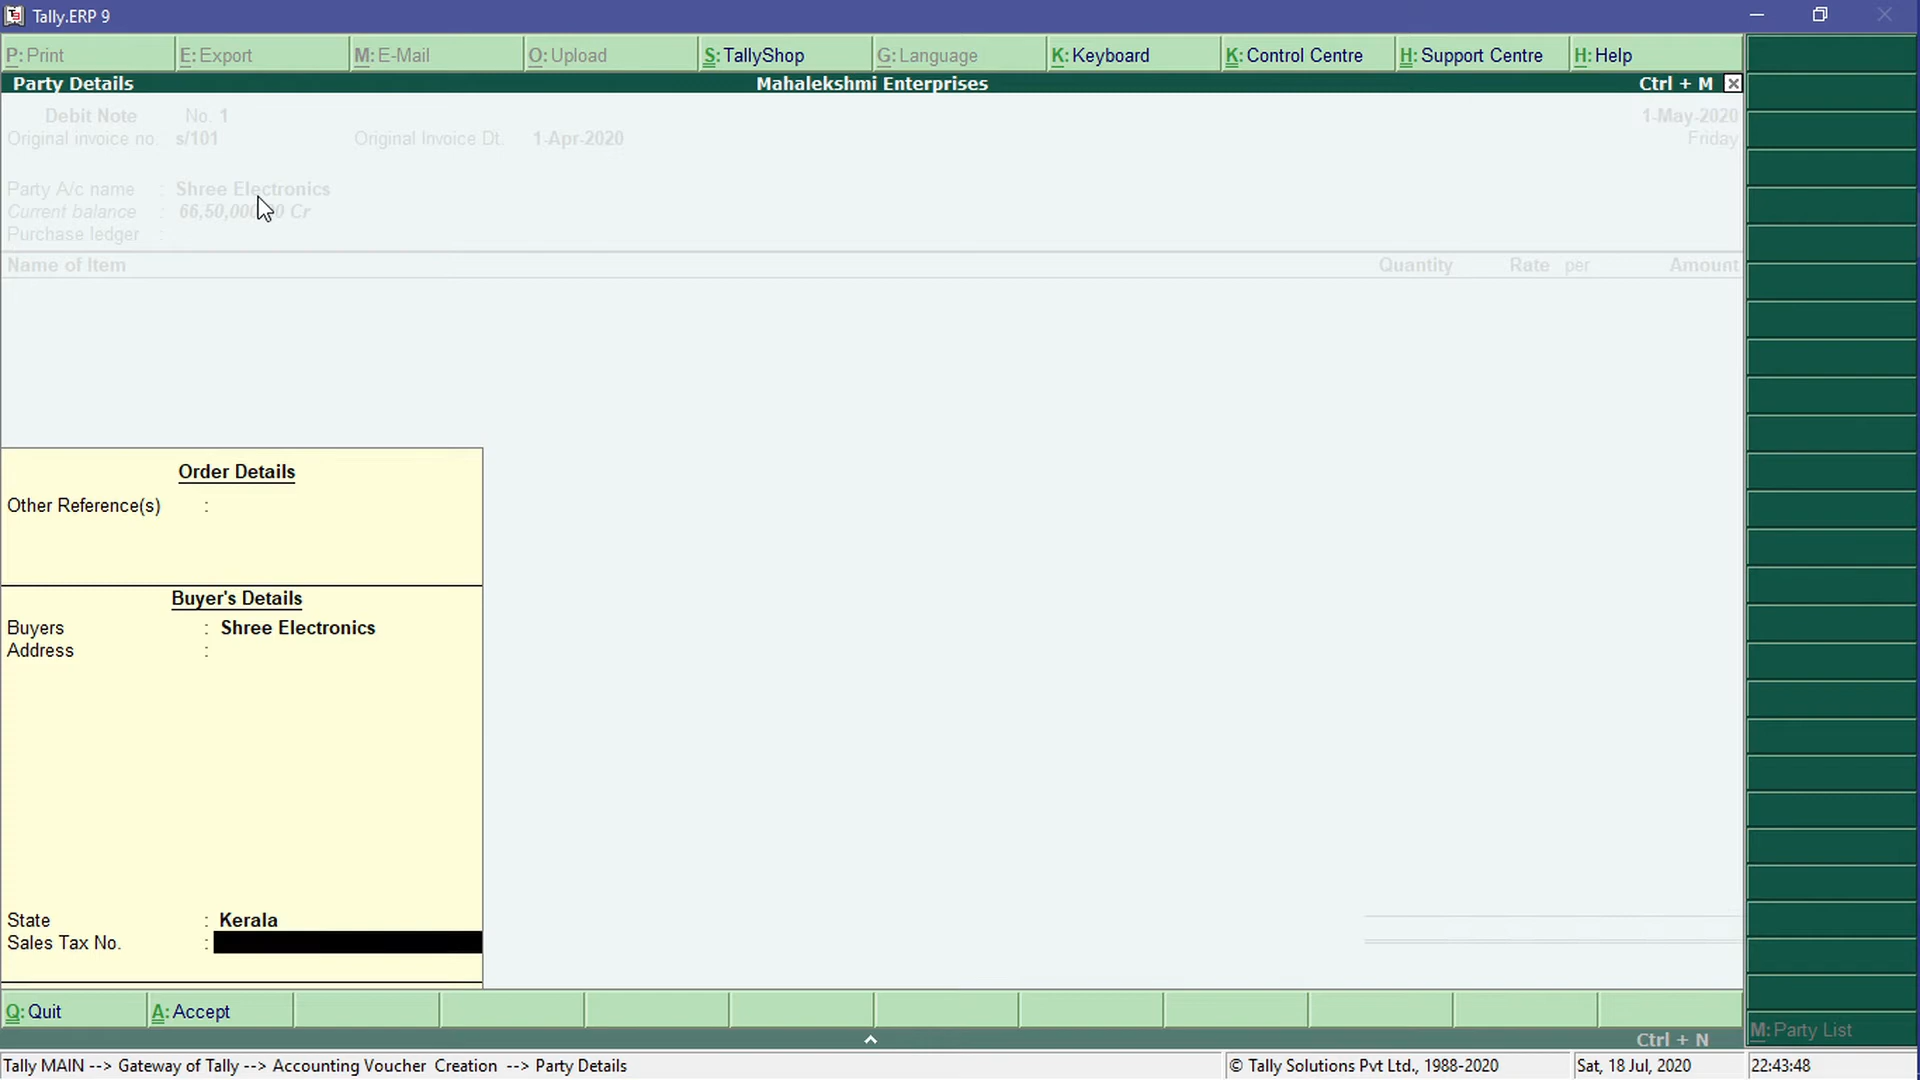 Tally.ERP 9
P: Print E: Export M: E-Mail O: Upload S: TallyShop G: Language K: Keyboard K: Control Centre H: Support Centre H: Help
Party Details Mahalekshmi Enterprises Ctrl + M
Debit Note No. 1 1-May-2020
Original invoice no. s/101 Original Invoice Dt. 1-Apr-2020 Friday
Party A/c name : Shree Electronics
Current balance : 66,50,000 0 Cr
Purchase ledger :
Name of Item Quantity Rate per Amount
Order Details
Other Reference(s) :
Buyer's Details
Buyers : Shree Electronics
Address :
State : Kerala
Sales Tax No. :
Q: Quit A: Accept
M: Party List
Ctrl + N
Tally MAIN --> Gateway of Tally --> Accounting Voucher Creation --> Party Details © Tally Solutions Pvt Ltd., 1988-2020 Sat, 18 Jul, 2020 22:43:48